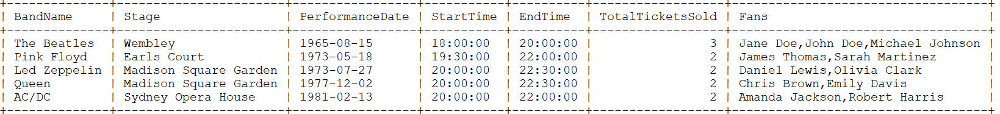 +------------+-----------------------+-----------------+-----------+----------+------------------+-----------------------------------+
| BandName | Stage | PerformanceDate | StartTime | EndTime | TotalTicketsSold | Fans |
+------------+-----------------------+-----------------+-----------+----------+------------------+-----------------------------------+
| The Beatles | Wembley | 1965-08-15 | 18:00:00 | 20:00:00 | 3 | Jane Doe,John Doe,Michael Johnson |
| Pink Floyd | Earls Court | 1973-05-18 | 19:30:00 | 22:00:00 | 2 | James Thomas,Sarah Martinez |
| Led Zeppelin | Madison Square Garden | 1973-07-27 | 20:00:00 | 22:30:00 | 2 | Daniel Lewis,Olivia Clark |
| Queen | Madison Square Garden | 1977-12-02 | 20:00:00 | 22:30:00 | 2 | Chris Brown,Emily Davis |
| AC/DC | Sydney Opera House | 1981-02-13 | 20:00:00 | 22:00:00 | 2 | Amanda Jackson,Robert Harris |
+------------+-----------------------+-----------------+-----------+----------+------------------+-----------------------------------+